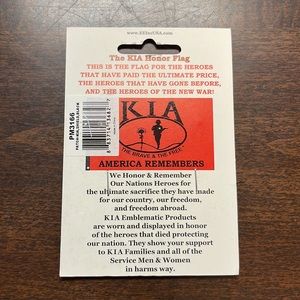 The KIA Honor Flag
THIS IS THE FLAG FOR THE HEROES
THAT HAVE PAID THE ULTIMATE PRICE,
THE HEROES THAT HAVE GONE BEFORE,
AND THE HEROES OF THE NEW WAR!
PM3166
KIA
THE BRAVE & THE FREE
AMERICA REMEMBERS
We Honor & Remember
Our Nations Heroes for
the ultimate sacrifice they have made
for our country, our freedom,
and freedom abroad.
KIA Emblematic Products
are worn and displayed in honor
of the heroes that died protecting
our nation. They show your support
to KIA Families and all of the
Service Men & Women
in harms way.